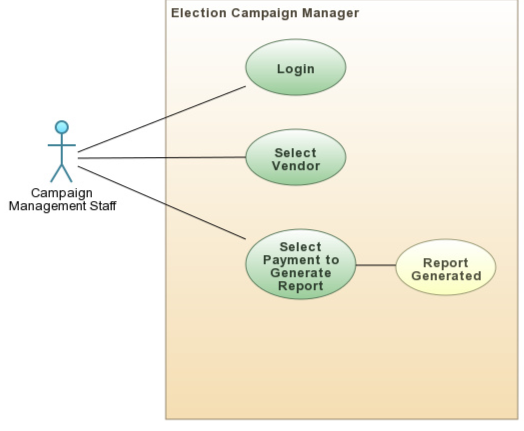 Election Campaign Manager
Login
Select
Vendor
Campaign
Management Staff
Select
Payment to
Generate
Report
Report
Generated